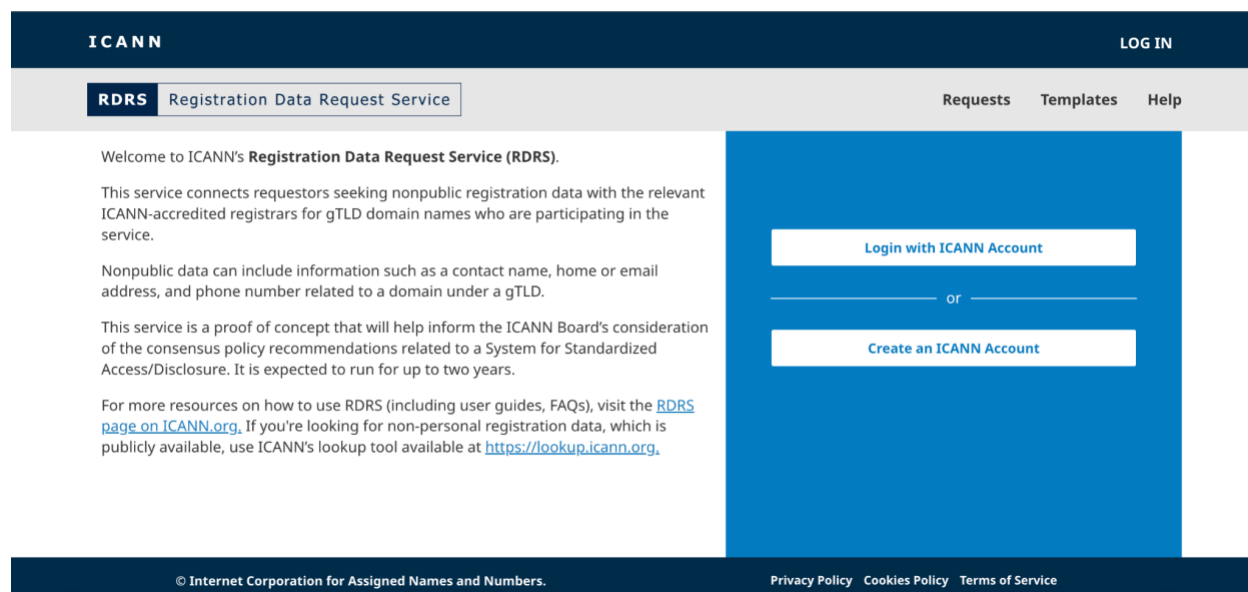 ICANN
LOG IN
RDRS Registration Data Request Service
Requests Templates Help
Welcome to ICANN’s Registration Data Request Service (RDRS).
This service connects requestors seeking nonpublic registration data with the relevant
ICANN-accredited registrars for gTLD domain names who are participating in the
service.
Nonpublic data can include information such as a contact name, home or email
address, and phone number related to a domain under a gTLD.
This service is a proof of concept that will help inform the ICANN Board’s consideration
of the consensus policy recommendations related to a System for Standardized
Access/Disclosure. It is expected to run for up to two years.
For more resources on how to use RDRS (including user guides, FAQs), visit the RDRS
page on ICANN.org. If you're looking for non-personal registration data, which is
publicly available, use ICANN’s lookup tool available at https://lookup.icann.org.
Login with ICANN Account
or
Create an ICANN Account
© Internet Corporation for Assigned Names and Numbers.
Privacy Policy Cookies Policy Terms of Service